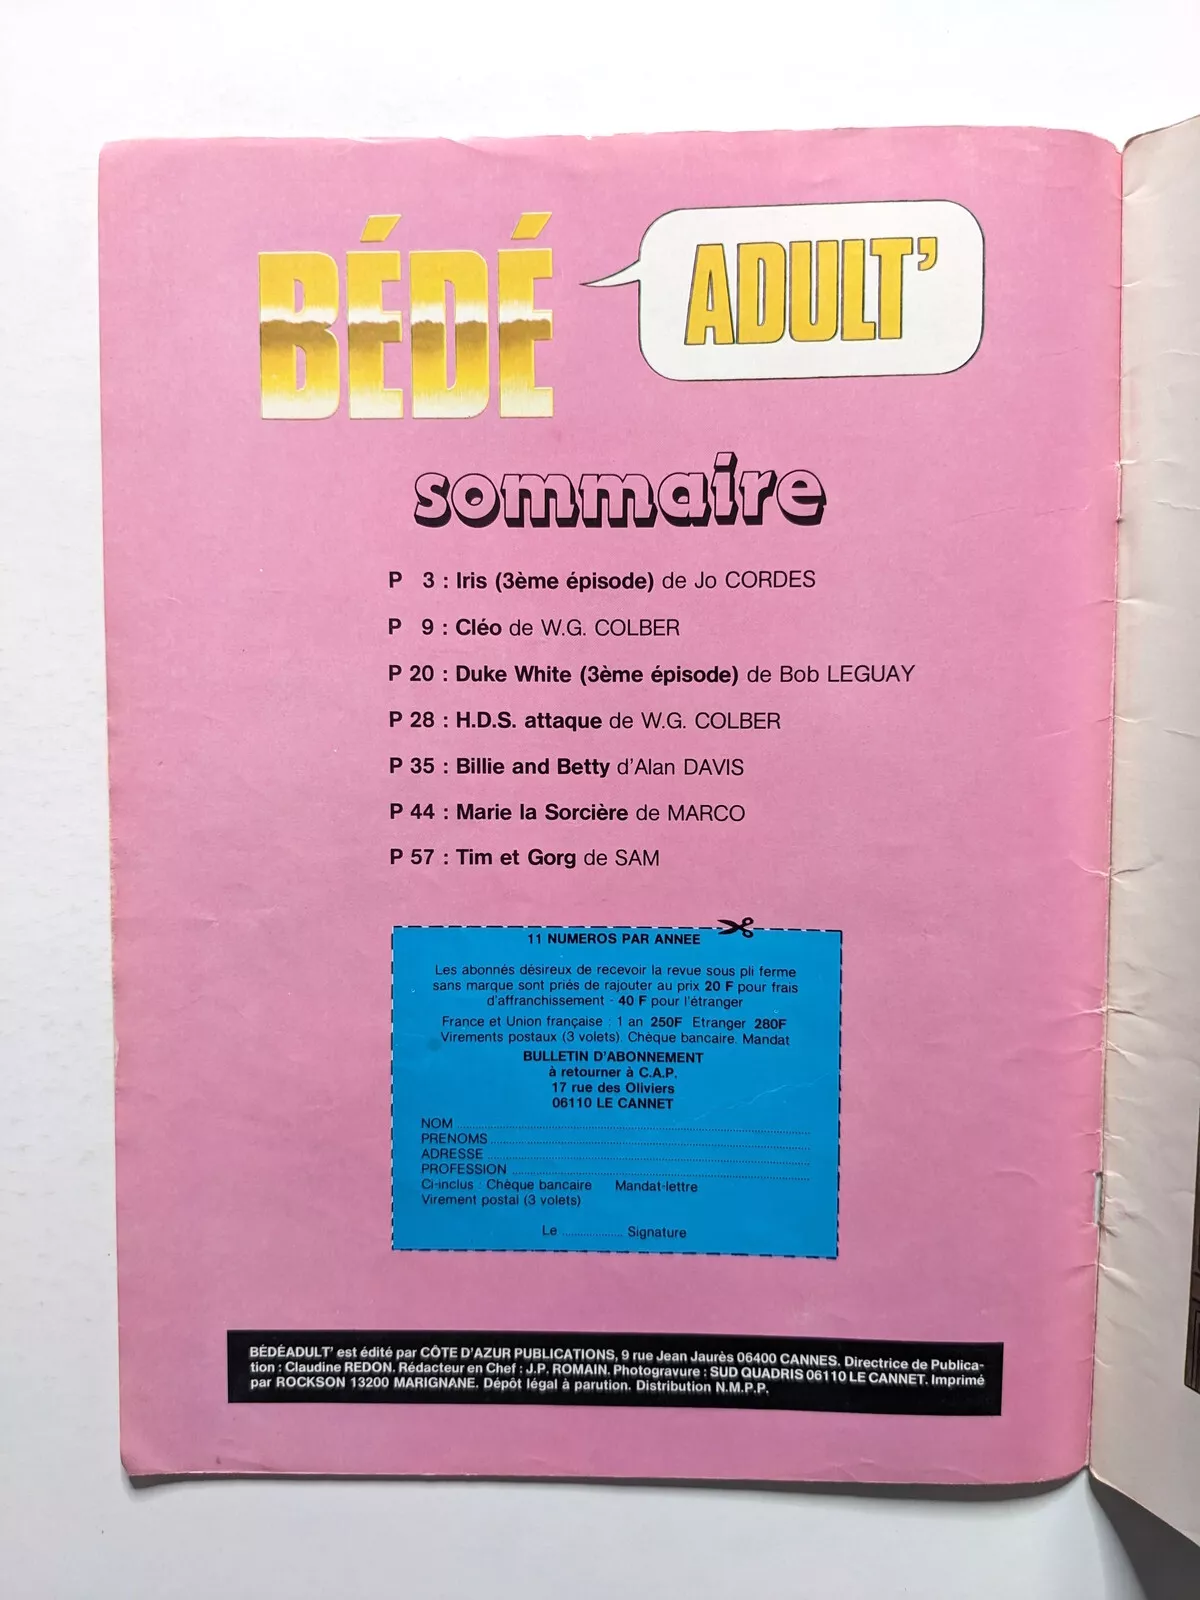 BÉDÉ ADULT'
sommaire
P 3 : Iris (3ème épisode) de Jo CORDES
P 9 : Cléo de W.G. COLBER
P 20 : Duke White (3ème épisode) de Bob LEGUAY
P 28 : H.D.S. attaque de W.G. COLBER
P 35 : Billie and Betty d'Alan DAVIS
P 44 : Marie la Sorcière de MARCO
P 57 : Tim et Gorg de SAM
11 NUMEROS PAR ANNEE
Les abonnés désireux de recevoir la revue sous pli ferme
sans marque sont priés de rajouter au prix 20 F pour frais
d'affranchissement - 40 F pour l'étranger
France et Union française : 1 an 250F Etranger 280F
Virements postaux (3 volets). Chèque bancaire. Mandat
BULLETIN D'ABONNEMENT
à retourner à C.A.P.
17 rue des Oliviers
06110 LE CANNET
NOM
PRENOMS
ADRESSE
PROFESSION
Ci-inclus : Chèque bancaire Mandat-lettre
Virement postal (3 volets)
Le .................... Signature
BÉDÉADULT' est édité par CÔTE D'AZUR PUBLICATIONS, 9 rue Jean Jaurès 06400 CANNES. Directrice de Publica-
tion : Claudine REDON. Rédacteur en Chef : J.P. ROMAIN. Photogravure : SUD QUADRIS 06110 LE CANNET. Imprimé
par ROCKSON 13200 MARIGNANE. Dépôt légal à parution. Distribution N.M.P.P.